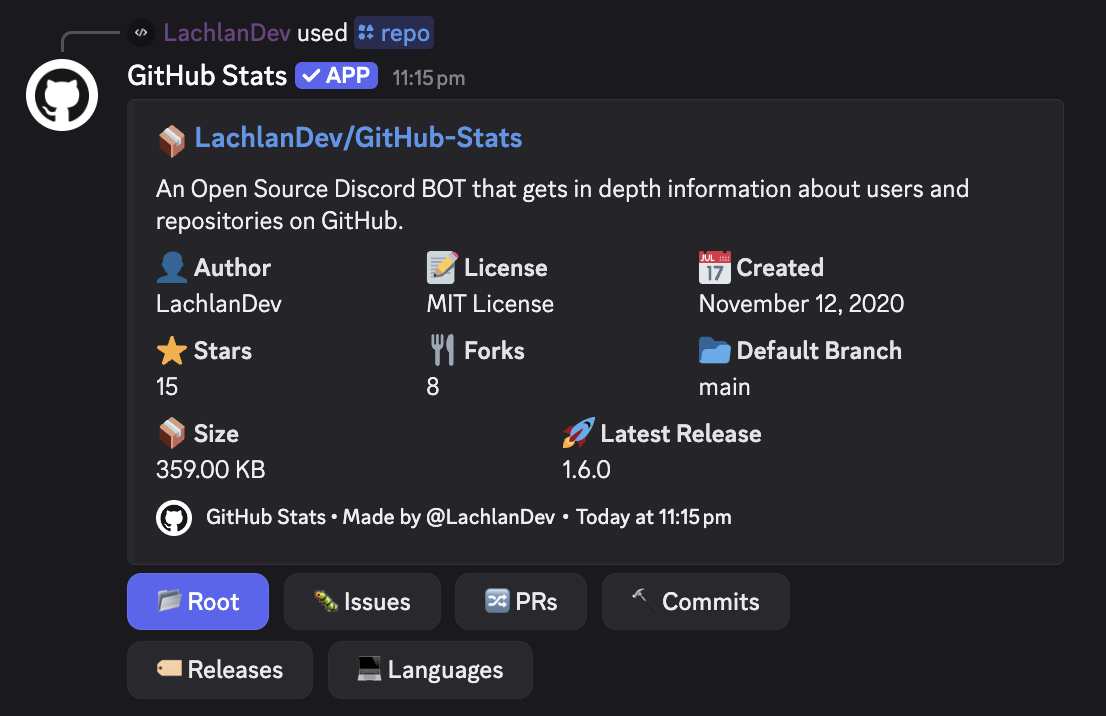 LachlanDev used repo
GitHub Stats APP 11:15 pm
LachlanDev/GitHub-Stats
An Open Source Discord BOT that gets in depth information about users and
repositories on GitHub.
Author License Created
LachlanDev MIT License November 12, 2020
Stars Forks Default Branch
15 8 main
Size Latest Release
359.00 KB 1.6.0
GitHub Stats • Made by @LachlanDev • Today at 11:15 pm
Root Issues PRs Commits
Releases Languages